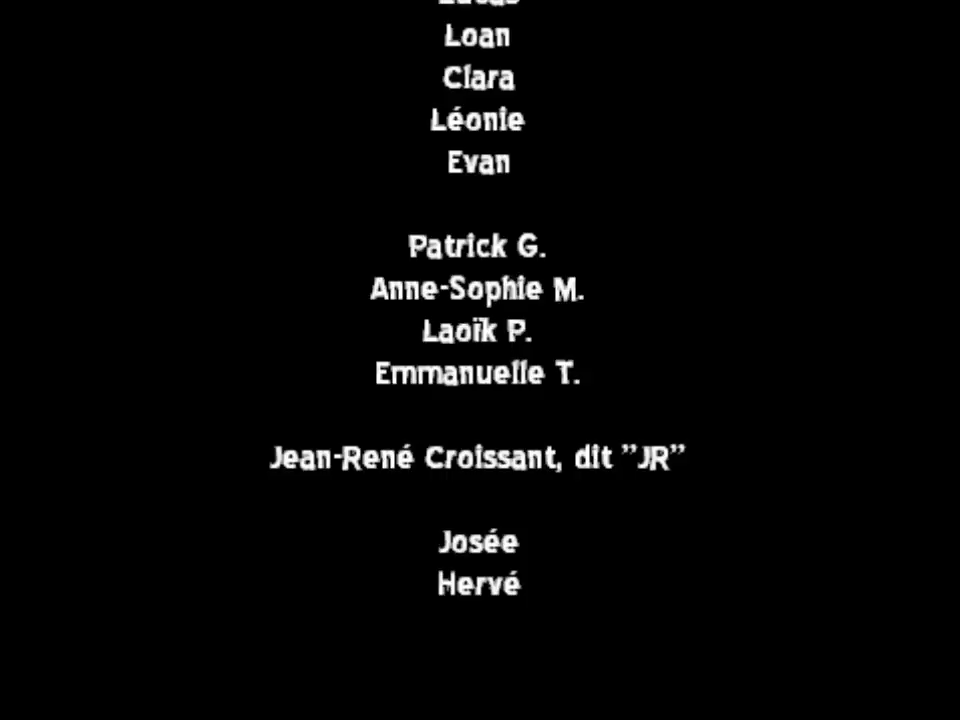 Loan
Clara
Léonie
Evan
Patrick G.
Anne-Sophie M.
Laoïk P.
Emmanuelle T.
Jean-René Croissant, dit "JR"
Josée
Hervé